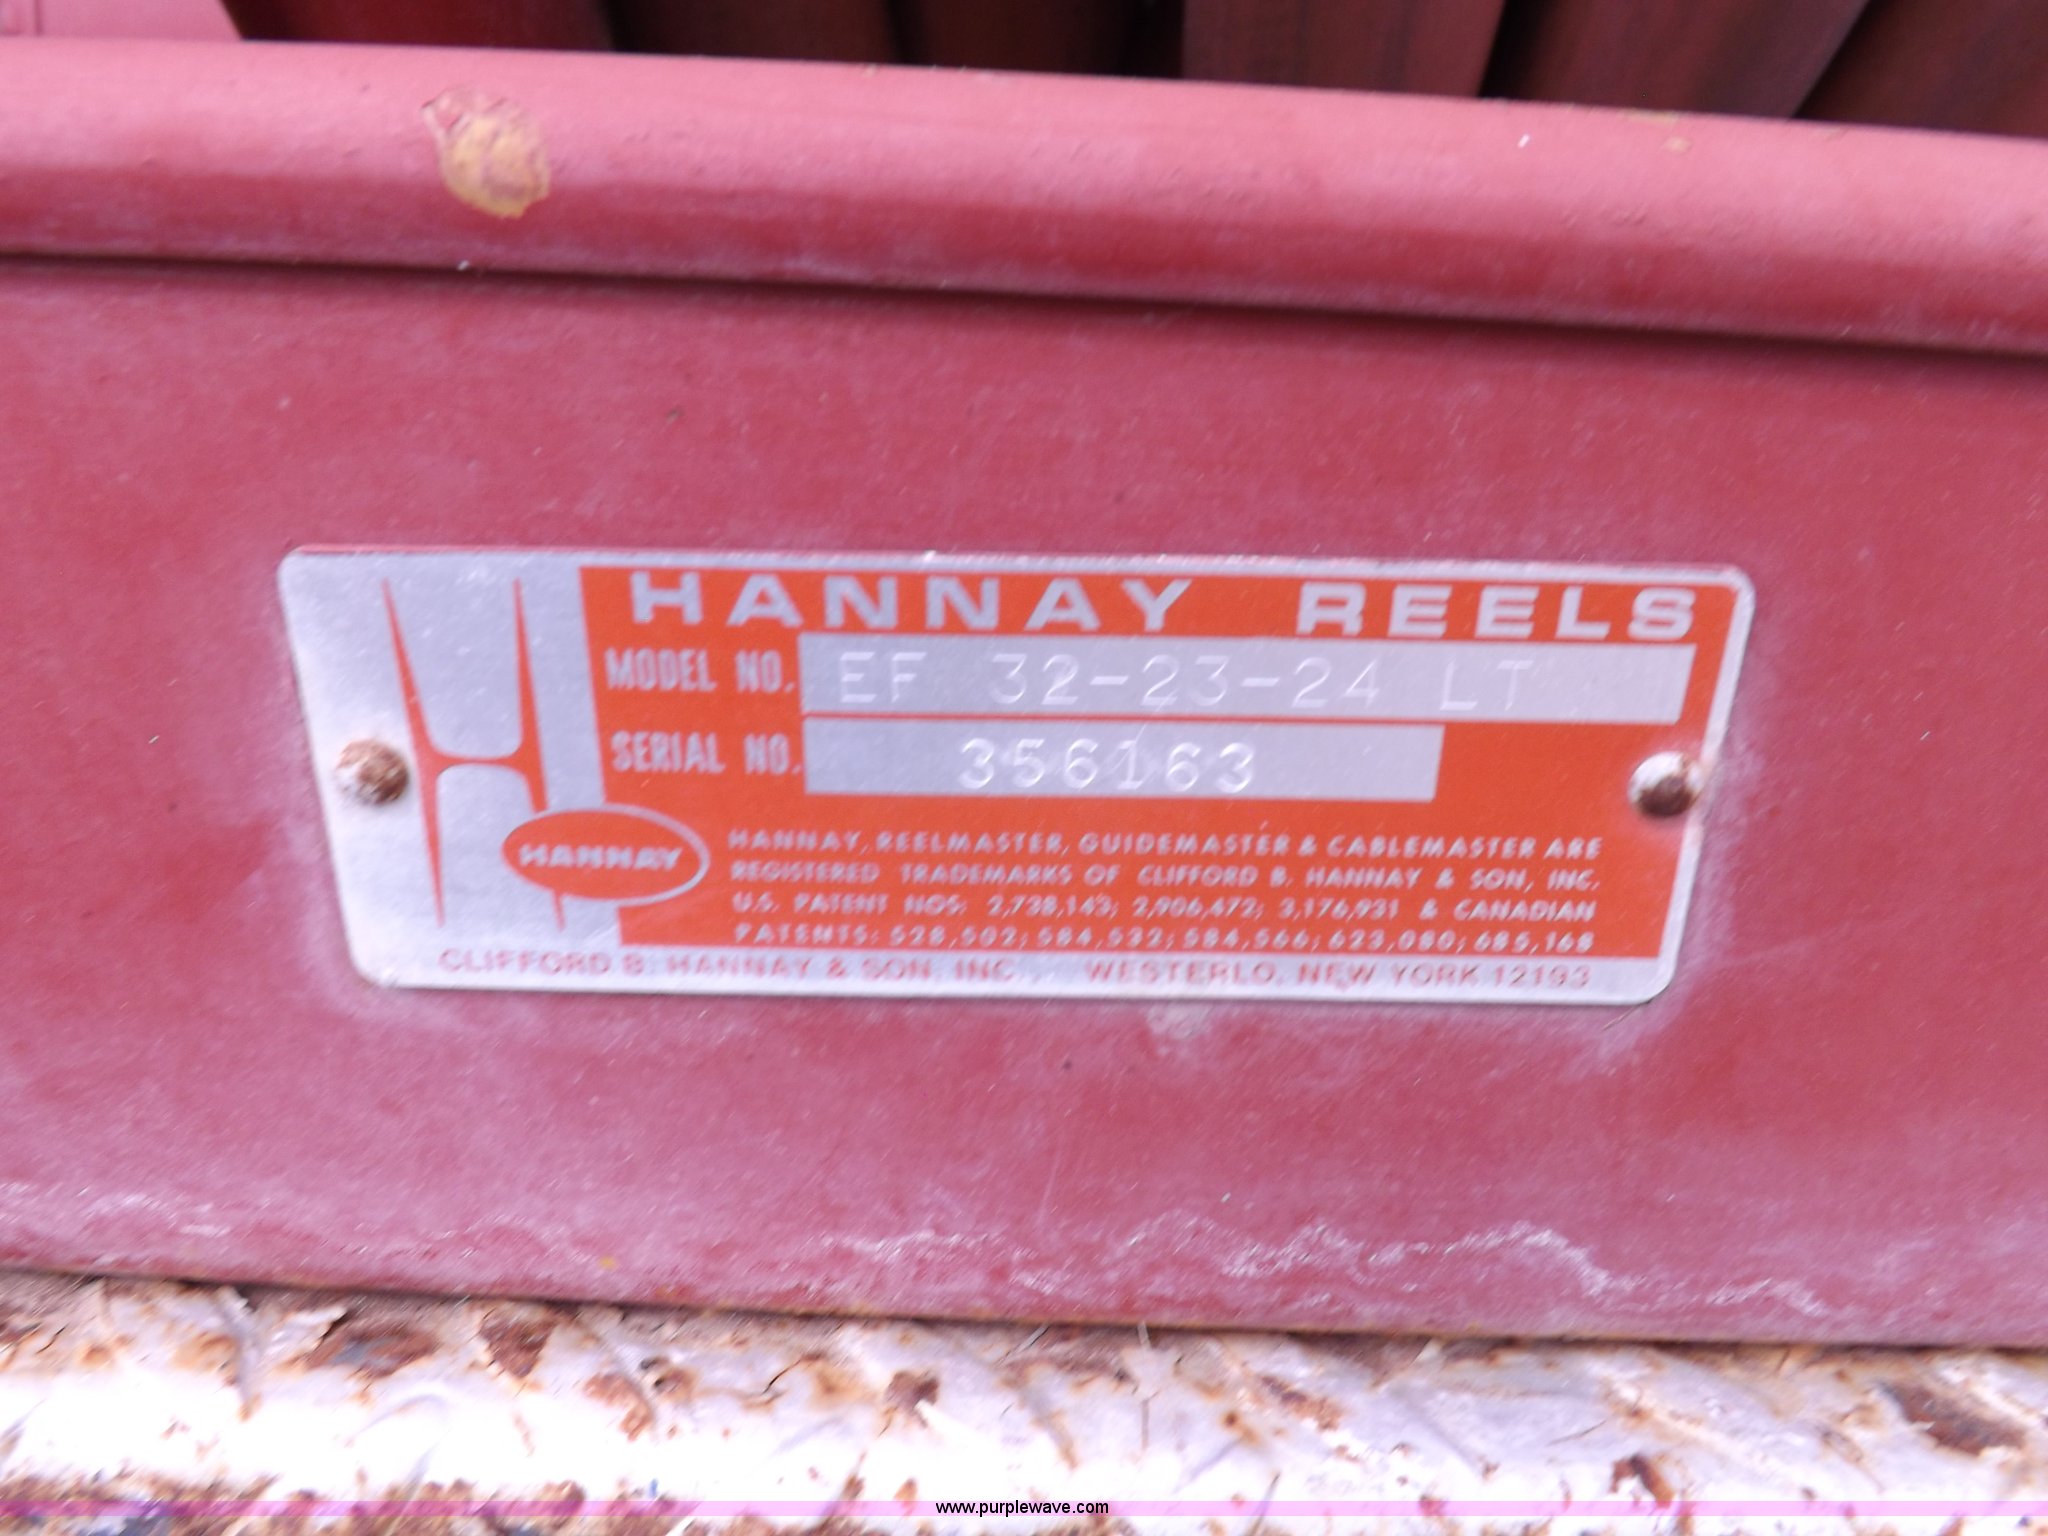 HANNAY REELS
MODEL NO. EF 32-23-24 LT
SERIAL NO. 356163
HANNAY
HANNAY, REELMASTER, GUIDEMASTER & CABLEMASTER ARE
REGISTERED TRADEMARKS OF CLIFFORD B. HANNAY & SON, INC.
U.S. PATENT NOS: 2,738,143; 2,906,472; 3,176,931 & CANADIAN
PATENTS: 528,502; 584,532; 584,566; 623,080; 685,168
CLIFFORD B. HANNAY & SON, INC., WESTERLO, NEW YORK 12193
www.purplewave.com